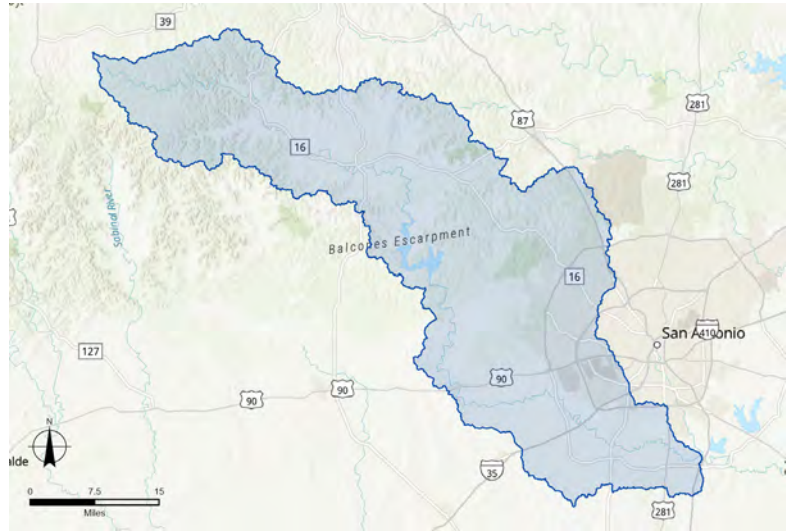 39
281
87
16
281
Sabinal River
Balcones Escarpment
16
San Antonio
410
127
90
90
90
alde
35
281
0 7.5 15
Miles